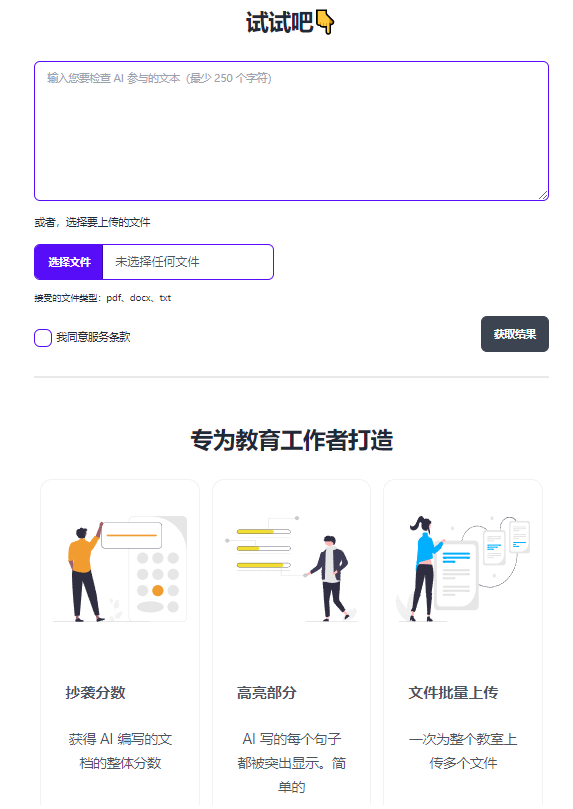 试试吧👇
输入您要检查 AI 参与的文本（最少 250 个字符）
或者，选择要上传的文件
选择文件 未选择任何文件
接受的文件类型：pdf、docx、txt
我同意服务条款
获取结果
专为教育工作者打造
抄袭分数
获得 AI 编写的文
档的整体分数
高亮部分
AI 写的每个句子
都被突出显示。简
单的
文件批量上传
一次为整个教室上
传多个文件